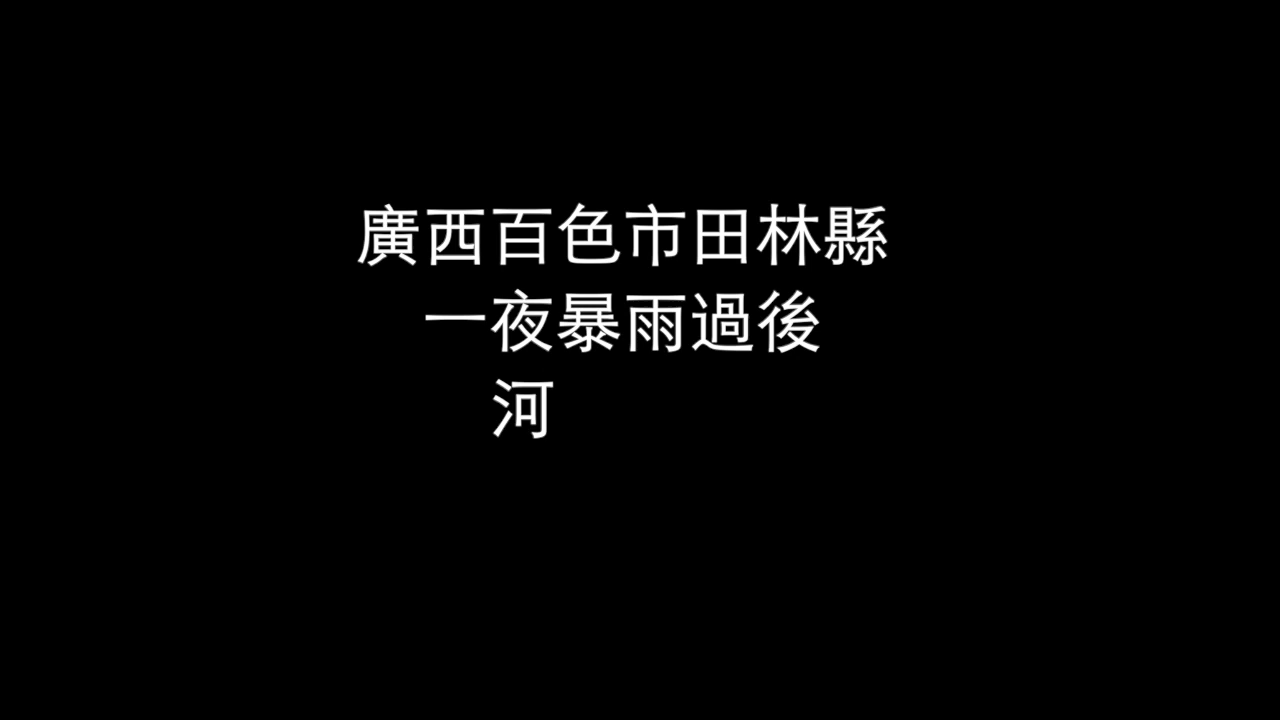 廣西百色市田林縣
一夜暴雨過後
河